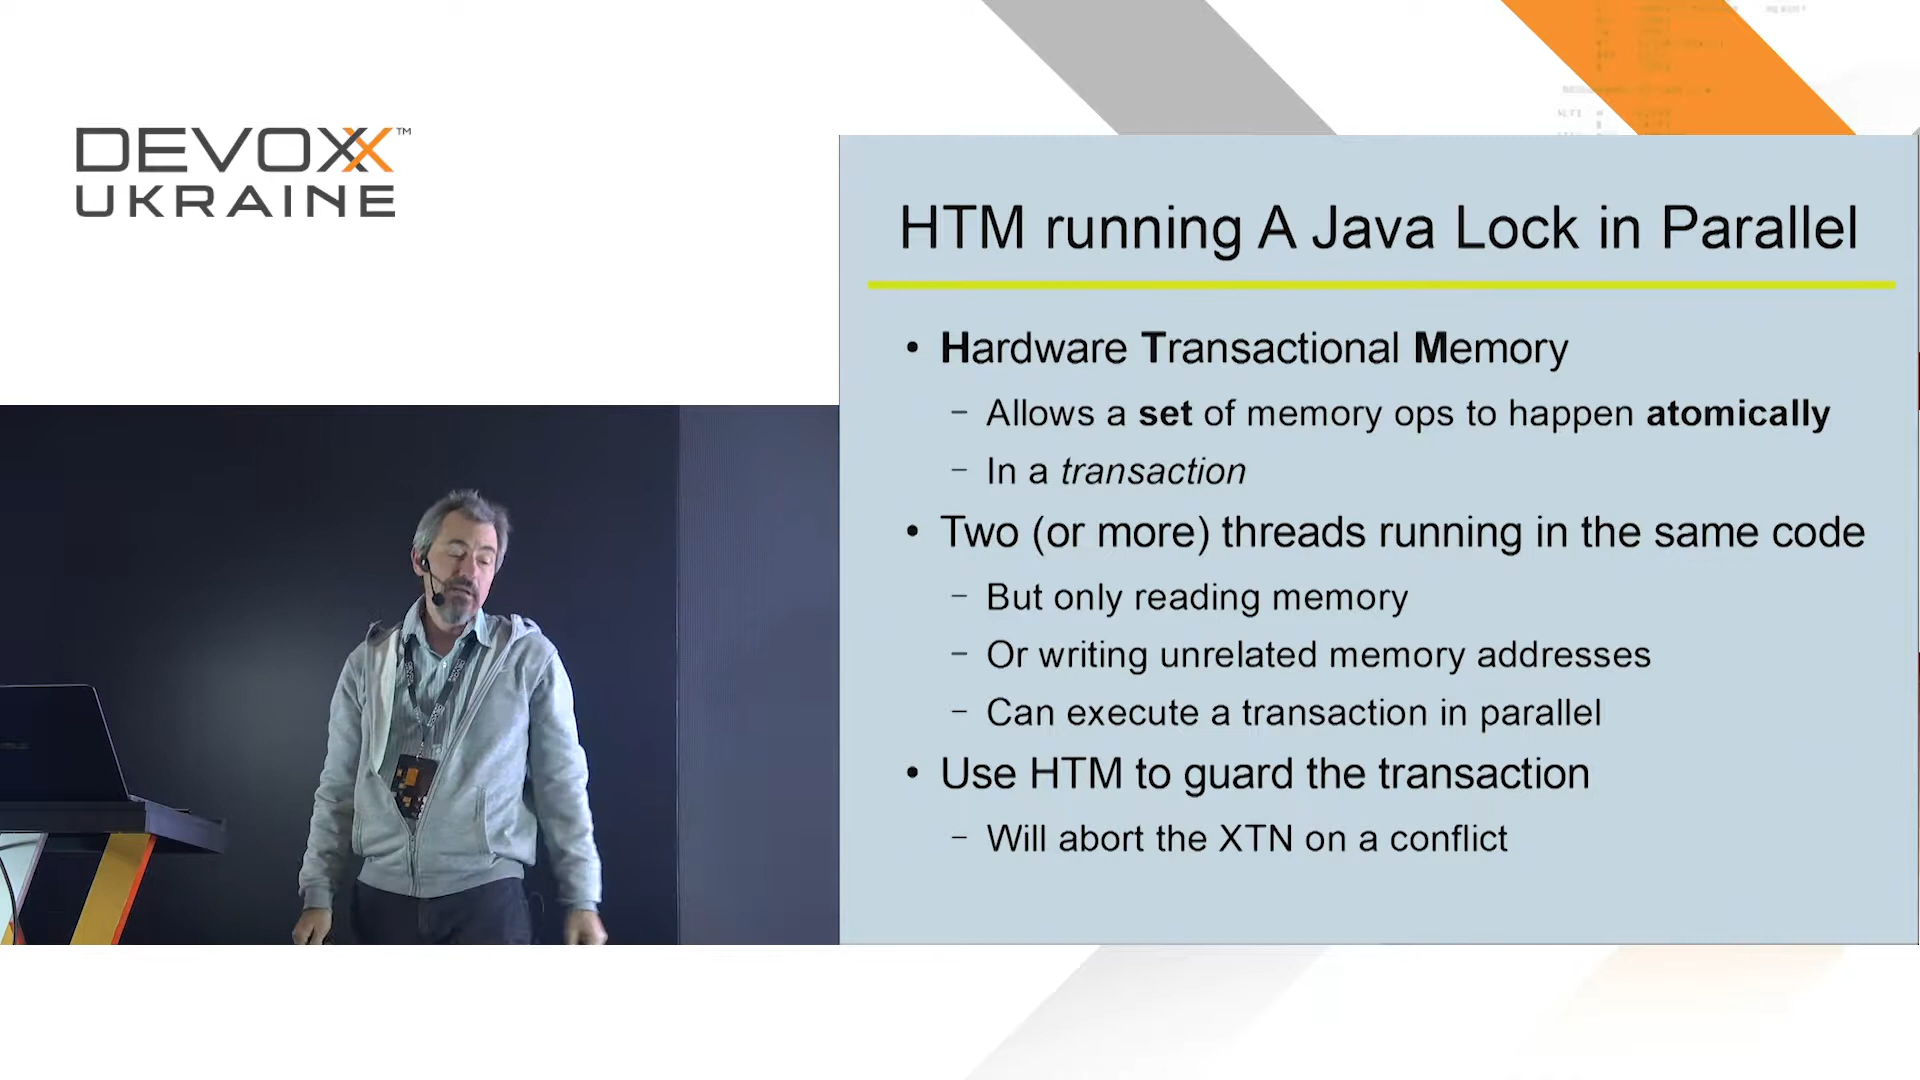 DEVOXX™
UKRAINE
HTM running A Java Lock in Parallel
• Hardware Transactional Memory
– Allows a set of memory ops to happen atomically
– In a transaction
• Two (or more) threads running in the same code
– But only reading memory
– Or writing unrelated memory addresses
– Can execute a transaction in parallel
• Use HTM to guard the transaction
– Will abort the XTN on a conflict